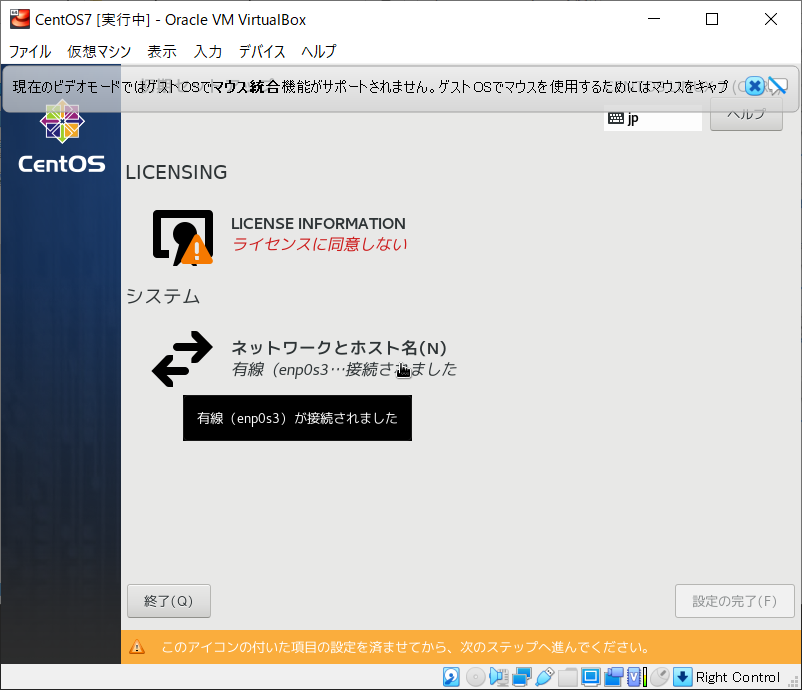 CentOS7 [実行中] - Oracle VM VirtualBox
ファイル 仮想マシン 表示 入力 デバイス ヘルプ
現在のビデオモードではゲストOSでマウス統合機能がサポートされません。ゲストOSでマウスを使用するためにはマウスをキャプ
CentOS
jp
ヘルプ
LICENSING
LICENSE INFORMATION
ライセンスに同意しない
システム
ネットワークとホスト名(N)
有線（enp0s3…接続されました
有線（enp0s3）が接続されました
終了(Q)
設定の完了(F)
このアイコンの付いた項目の設定を済ませてから、次のステップへ進んでください。
Right Control